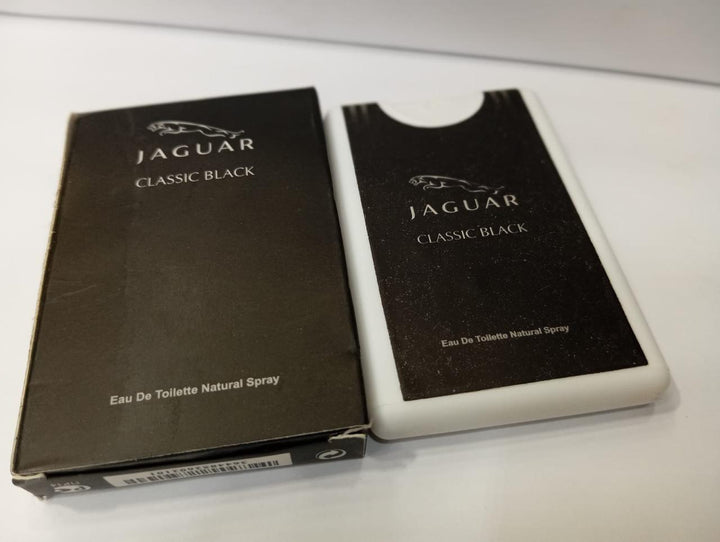 JAGUAR
CLASSIC BLACK
Eau De Toilette Natural Spray
JAGUAR
CLASSIC BLACK
Eau De Toilette Natural Spray